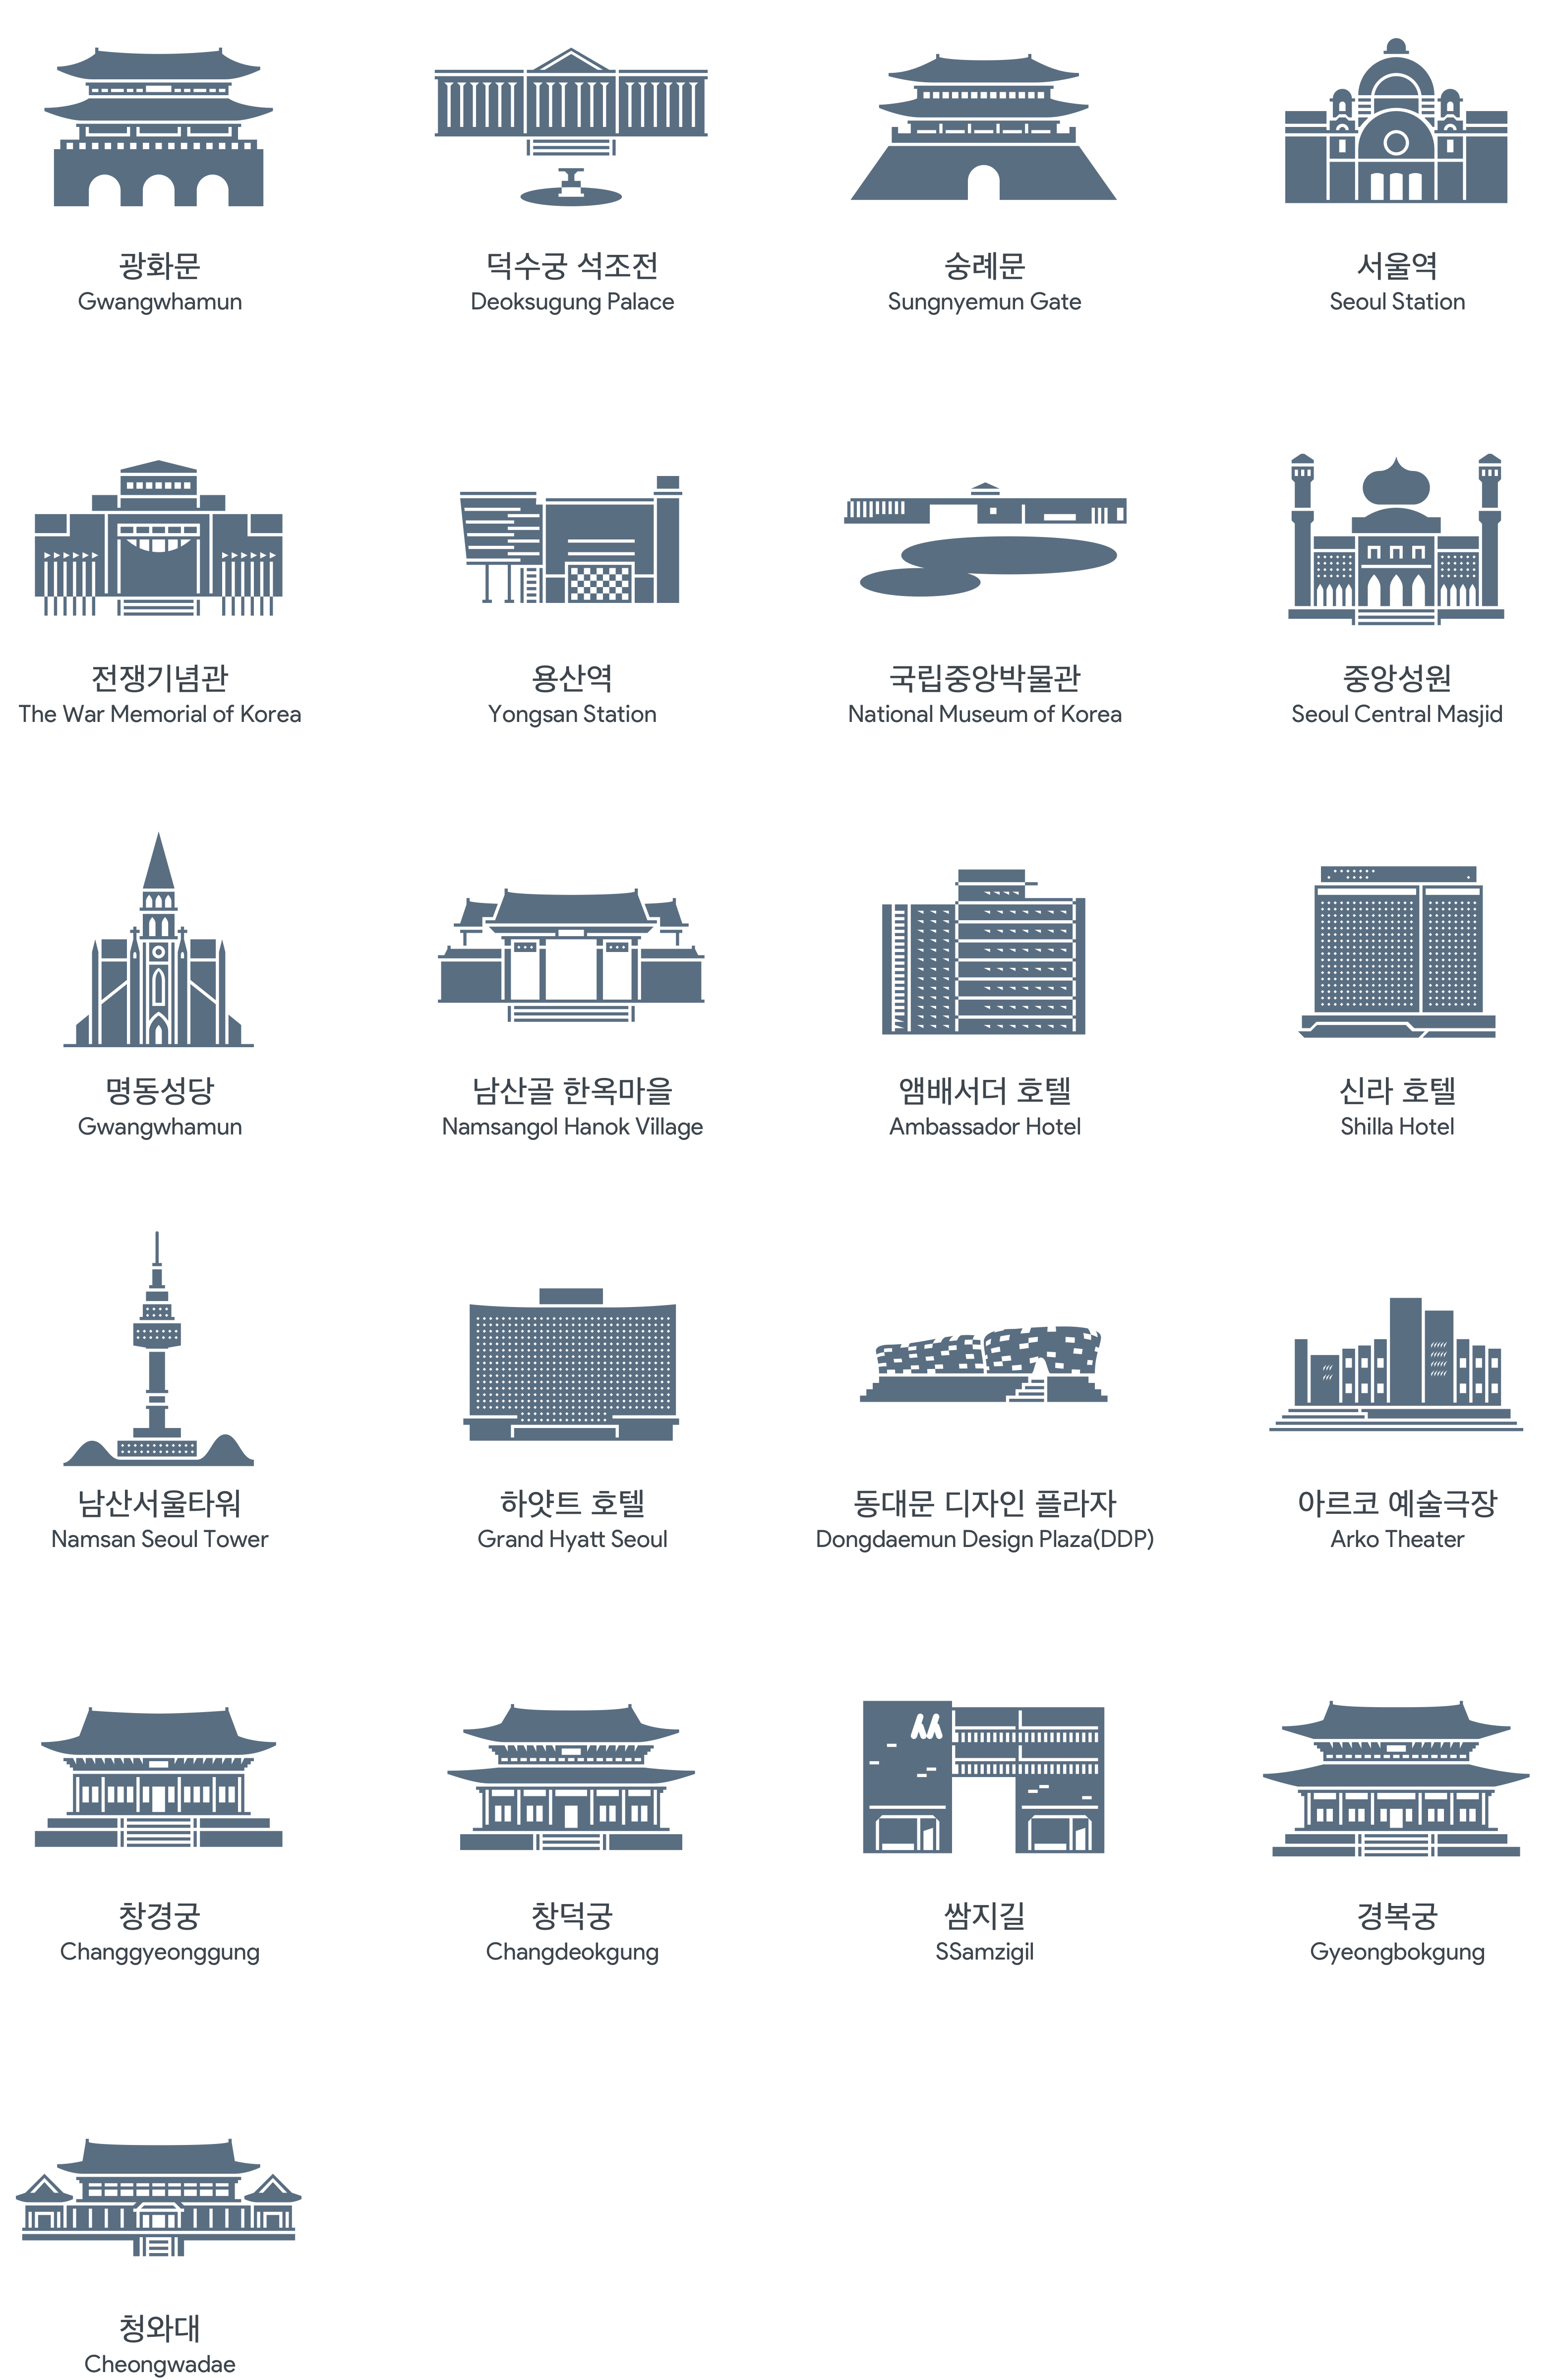 광화문
Gwangwhamun
덕수궁 석조전
Deoksugung Palace
숭례문
Sungnyemun Gate
서울역
Seoul Station
전쟁기념관
The War Memorial of Korea
용산역
Yongsan Station
국립중앙박물관
National Museum of Korea
중앙성원
Seoul Central Masjid
명동성당
Gwangwhamun
남산골 한옥마을
Namsangol Hanok Village
앰배서더 호텔
Ambassador Hotel
신라 호텔
Shilla Hotel
남산서울타워
Namsan Seoul Tower
하얏트 호텔
Grand Hyatt Seoul
동대문 디자인 플라자
Dongdaemun Design Plaza(DDP)
아르코 예술극장
Arko Theater
창경궁
Changgyeonggung
창덕궁
Changdeokgung
쌈지길
SSamzigil
경복궁
Gyeongbokgung
청와대
Cheongwadae